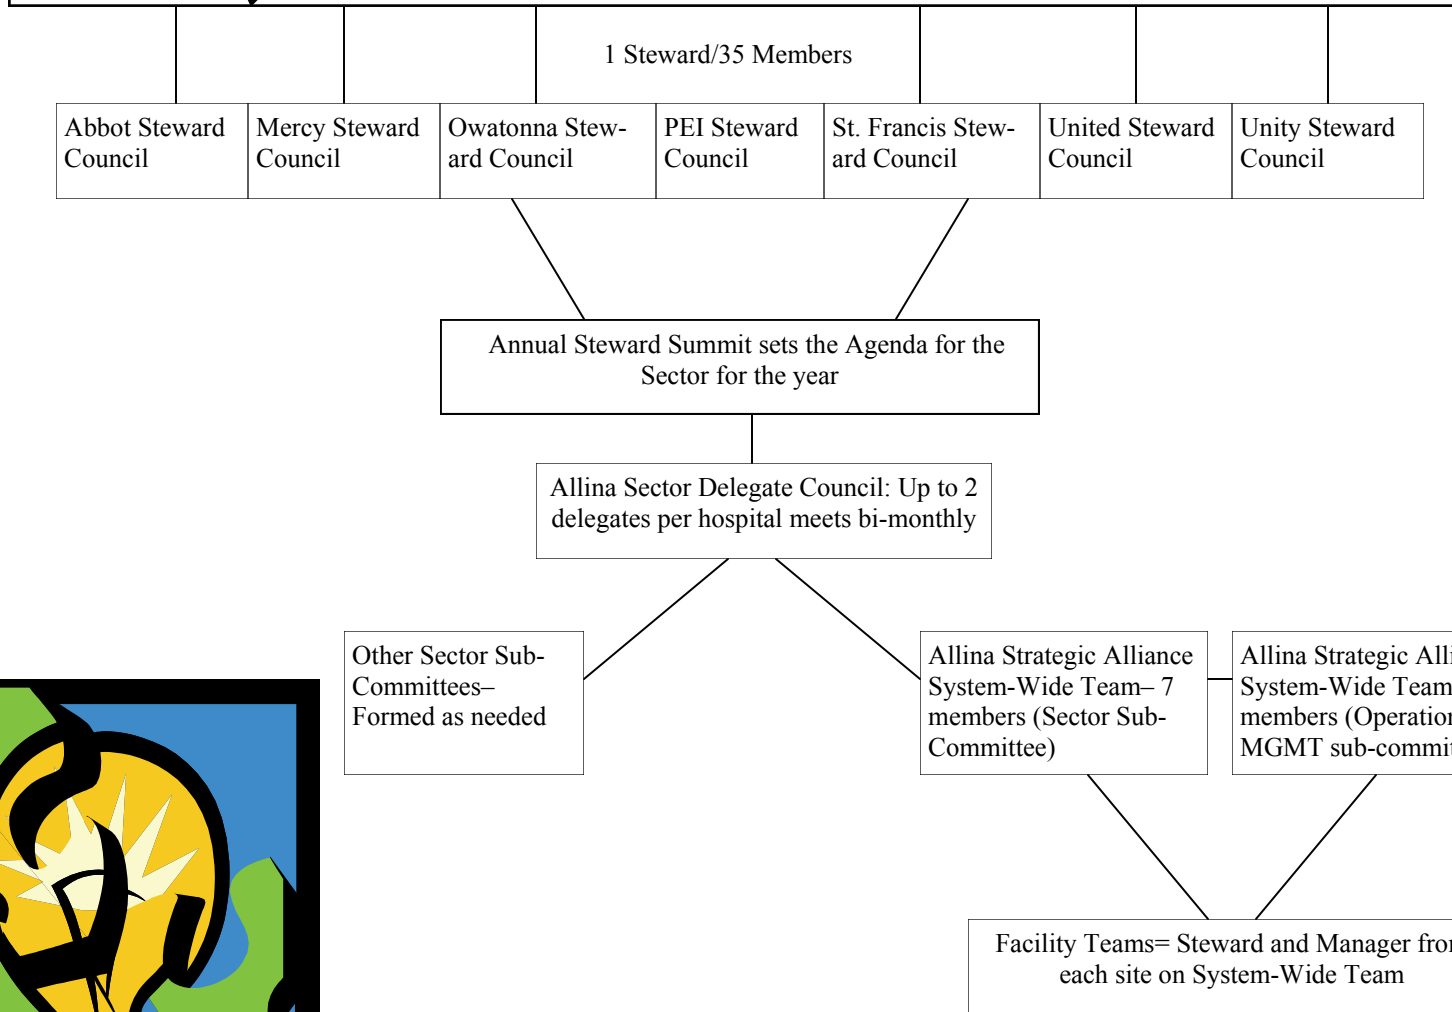 1 Steward/35 Members
Abbot Steward
Council
Mercy Steward
Council
Owatonna Stew-
ard Council
PEI Steward
Council
St. Francis Stew-
ard Council
United Steward
Council
Unity Steward
Council
Annual Steward Summit sets the Agenda for the
Sector for the year
Allina Sector Delegate Council: Up to 2
delegates per hospital meets bi-monthly
Other Sector Sub-
Committees–
Formed as needed
Allina Strategic Alliance
System-Wide Team– 7
members (Sector Sub-
Committee)
Allina Strategic
System-Wide Team
members
MGMT
Facility Teams= Steward and Manager
each site on System-Wide Team